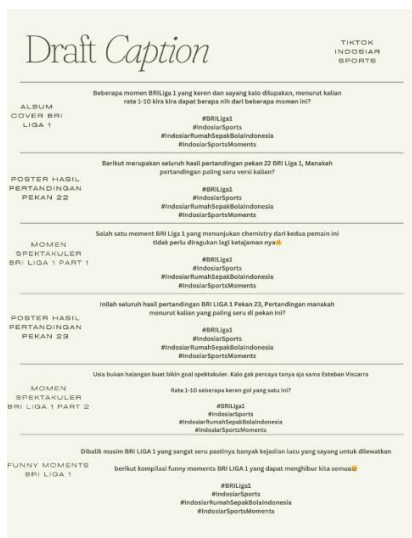 Draft Caption
TIKTOK
INDOSIAR
SPORTS
ALBUM
COVER BRI
LIGA 1
Beberapa momen BRILiga 1 yang keren dan sayang kalo dilupakan, menurut kalian
rate 1-10 kira kira dapat berapa nih dari beberapa momen ini?
#BRILiga1
#IndosiarSports
#IndosiarRumahSepakBolaIndonesia
#IndosiarSportsMoments
POSTER HASIL
PERTANDINGAN
PEKAN 22
Berikut merupakan seluruh hasil pertandingan pekan 22 BRI Liga 1, Manakah
pertandingan paling seru versi kalian?
#BRILiga1
#IndosiarSports
#IndosiarRumahSepakBolaIndonesia
#IndosiarSportsMoments
MOMEN
SPEKTAKULER
BRI LIGA 1 PART 1
Salah satu moment BRI Liga 1 yang menunjukan chemistry dari kedua pemain ini
tidak perlu diragukan lagi ketajaman nya🔥
#BRILiga1
#IndosiarSports
#IndosiarRumahSepakBolaIndonesia
#IndosiarSportsMoments
POSTER HASIL
PERTANDINGAN
PEKAN 23
Inilah seluruh hasil pertandingan BRI LIGA 1 Pekan 23, Pertandingan manakah
menurut kalian yang paling seru di pekan ini?
#BRILiga1
#IndosiarSports
#IndosiarRumahSepakBolaIndonesia
#IndosiarSportsMoments
MOMEN
SPEKTAKULER
BRI LIGA 1 PART 2
Usia bukan halangan buat bikin goal spektakuler. Kalo gak percaya tanya aja sama Esteban Viscarra
Rate 1-10 seberapa keren gol yang satu ini?
#BRILiga1
#IndosiarSports
#IndosiarRumahSepakBolaIndonesia
#IndosiarSportsMoments
FUNNY MOMENTS
BRI LIGA 1
Dibalik musim BRI LIGA 1 yang sangat seru pastinya banyak kejadian lucu yang sayang untuk dilewatkan
berikut kompilasi funny moments BRI LIGA 1 yang dapat menghibur kita semua😄
#BRILiga1
#IndosiarSports
#IndosiarRumahSepakBolaIndonesia
#IndosiarSportsMoments